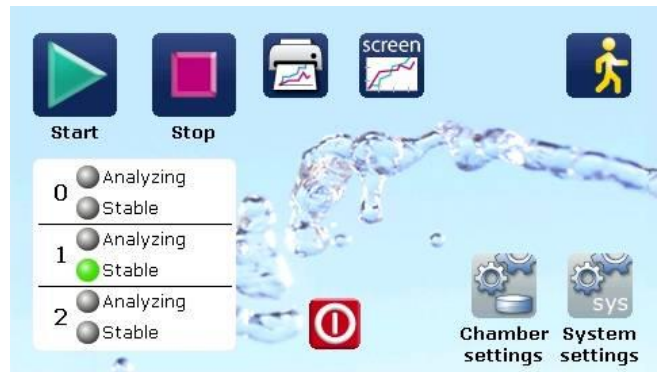 screen
Start
Stop
0
Analyzing
Stable
1
Analyzing
Stable
2
Analyzing
Stable
sys
Chamber
settings
System
settings